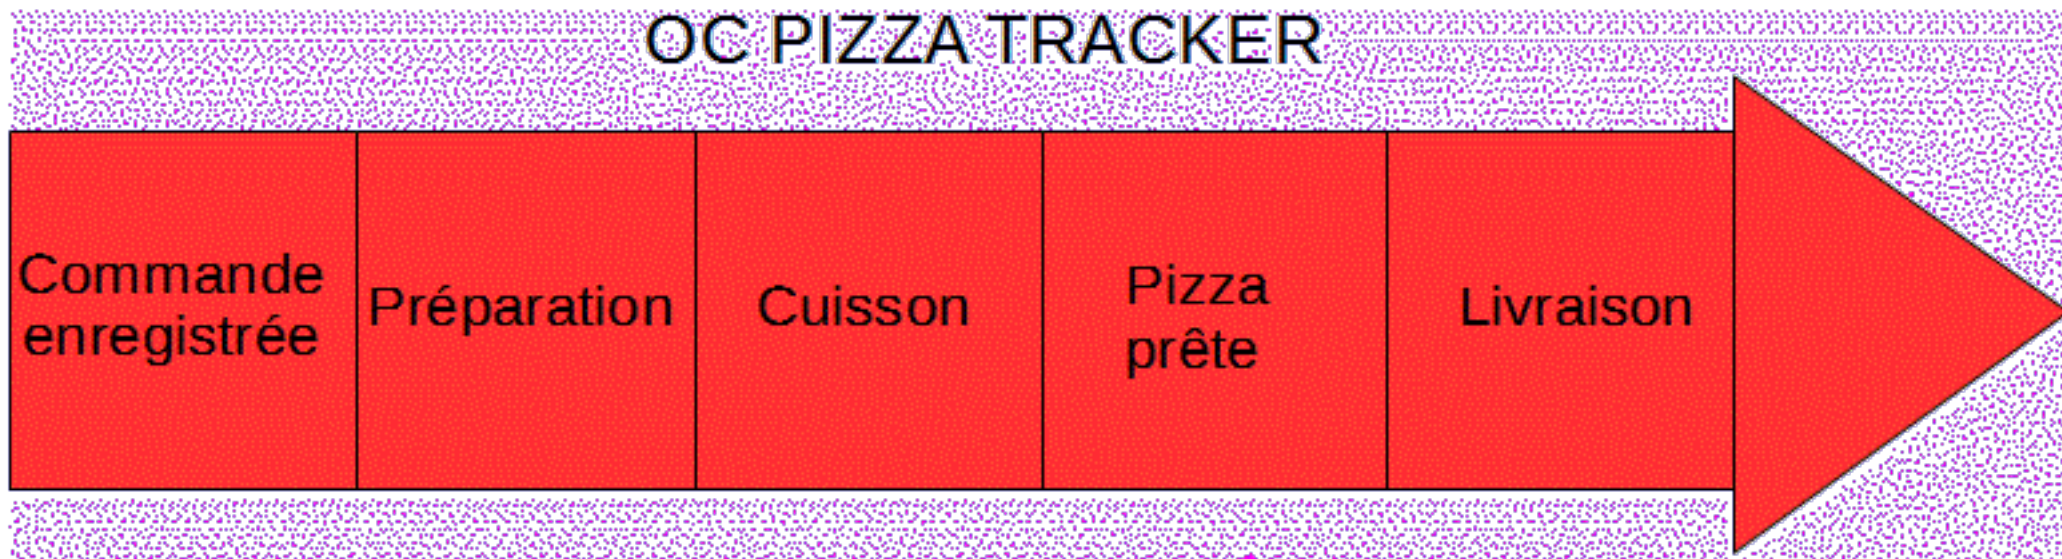 OC PIZZA TRACKER
Commande
enregistrée
Préparation
Cuisson
Pizza
prête
Livraison